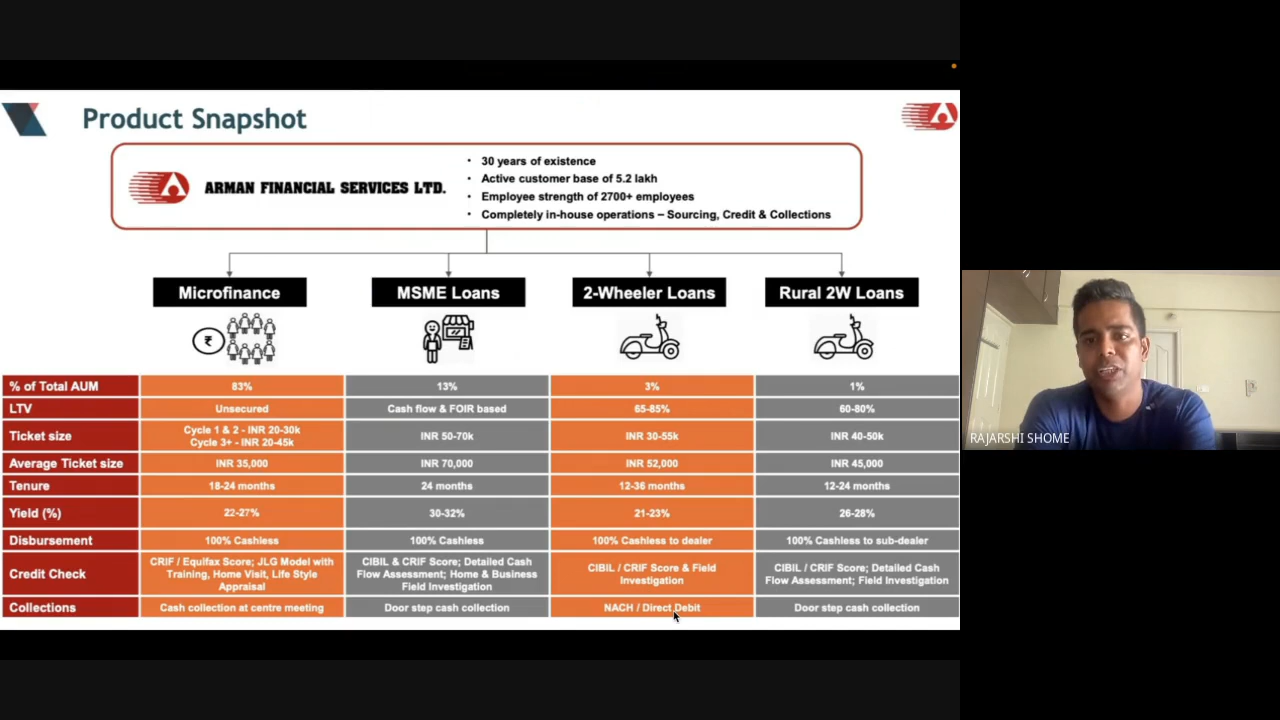 Product Snapshot
ARMAN FINANCIAL SERVICES LTD.
• 30 years of existence
• Active customer base of 5.2 lakh
• Employee strength of 2700+ employees
• Completely in-house operations – Sourcing, Credit & Collections
Microfinance
MSME Loans
2-Wheeler Loans
Rural 2W Loans
₹
% of Total AUM 83% 13% 3% 1%
LTV Unsecured Cash flow & FOIR based 65-85% 60-80%
Ticket size Cycle 1 & 2 - INR 20-30k
Cycle 3+ - INR 20-45k INR 50-70k INR 30-55k INR 40-50k
Average Ticket size INR 35,000 INR 70,000 INR 52,000 INR 45,000
Tenure 18-24 months 24 months 12-36 months 12-24 months
Yield (%) 22-27% 30-32% 21-23% 26-28%
Disbursement 100% Cashless 100% Cashless 100% Cashless to dealer 100% Cashless to sub-dealer
Credit Check
CRIF / Equifax Score; JLG Model with
Training, Home Visit, Life Style
Appraisal
CIBIL & CRIF Score; Detailed Cash
Flow Assessment; Home & Business
Field Investigation
CIBIL / CRIF Score & Field
Investigation
CIBIL / CRIF Score; Detailed Cash
Flow Assessment; Field Investigation
Collections Cash collection at centre meeting Door step cash collection NACH / Direct Debit Door step cash collection
RAJARSHI SHOME